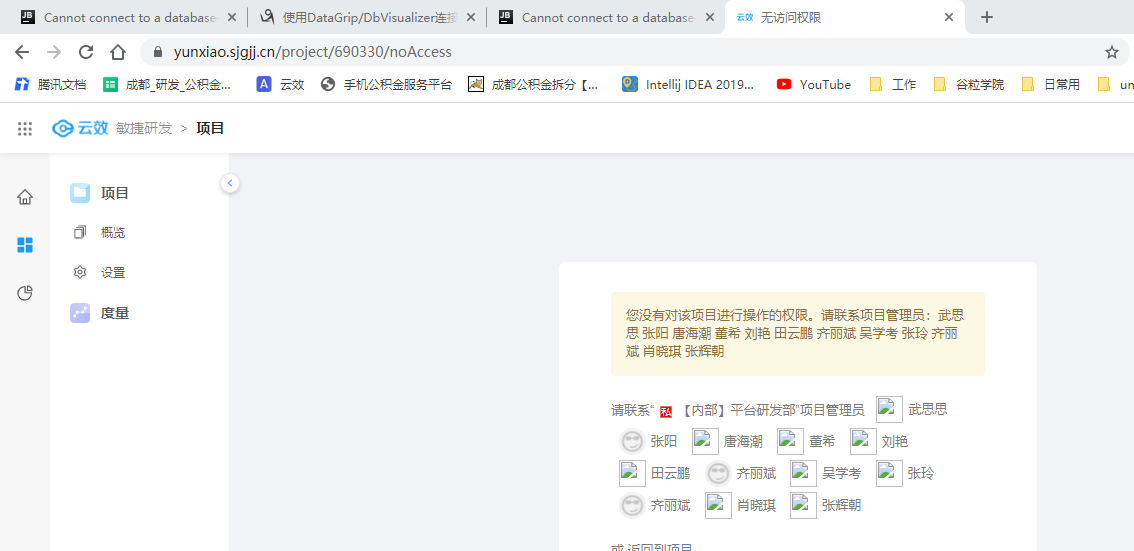 Cannot connect to a database
使用DataGrip/DbVisualizer连接
Cannot connect to a database
云效 无访问权限
yunxiao.sjgjj.cn/project/690330/noAccess
腾讯文档 成都_研发_公积金... 云效 手机公积金服务平台 成都公积金拆分【... Intellij IDEA 2019... YouTube 工作 谷粒学院 日常用 um
云效 敏捷研发 > 项目
项目
概览
设置
度量
您没有对该项目进行操作的权限。请联系项目管理员：武思
思 张阳 唐海潮 董希 刘艳 田云鹏 齐丽斌 吴学考 张玲 齐丽
斌 肖晓琪 张辉朝
请联系“ 私 【内部】平台研发部”项目管理员 武思思
张阳 唐海潮 董希 刘艳
田云鹏 齐丽斌 吴学考 张玲
齐丽斌 肖晓琪 张辉朝
或 返回到项目